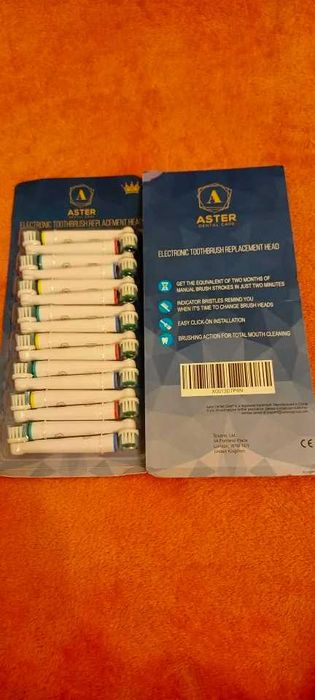 ASTER
ELECTRONIC TOOTHBRUSH REPLACEMENT HEAD
ASTER
DENTAL CARE
ELECTRONIC TOOTHBRUSH REPLACEMENT HEAD
GET THE EQUIVALENT OF TWO MONTHS OF
MANUAL BRUSH STROKES IN JUST TWO MINUTES
INDICATOR BRISTLES REMIND YOU
WHEN IT'S TIME TO CHANGE BRUSH HEADS
EASY CLICK-ON INSTALLATION
BRUSHING ACTION FOR TOTAL MOUTH CLEANING
United Kingdom
CE